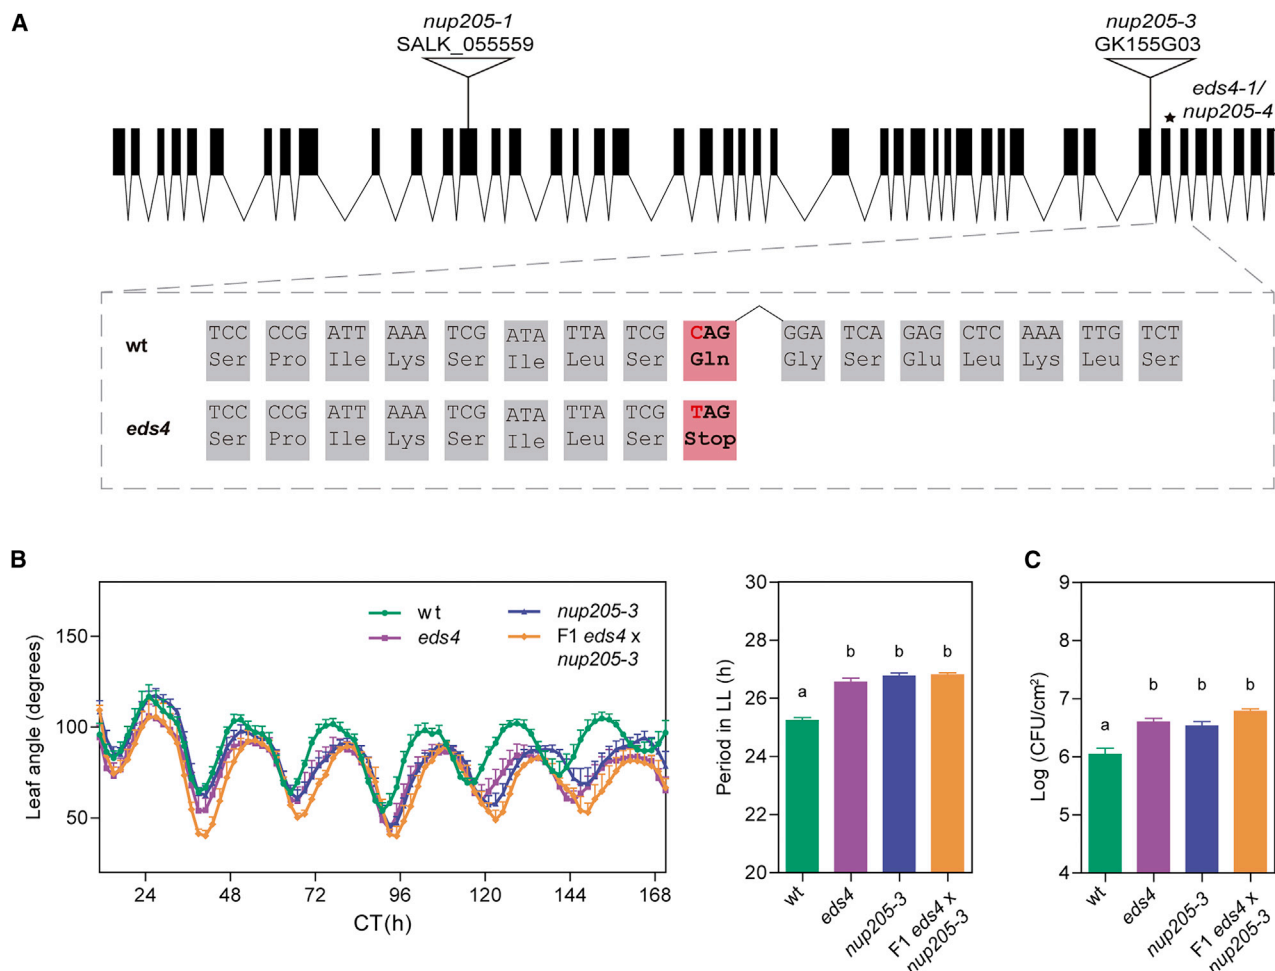 A
nup205-1
SALK_055559
nup205-3
GK155G03
eds4-1/
nup205-4
wt
TCC CCG ATT AAA TCG ATA TTA TCG CAG GGA TCA GAG CTC AAA TTG TCT
Ser Pro Ile Lys Ser Ile Leu Ser Gln Gly Ser Glu Leu Lys Leu Ser
eds4
TCC CCG ATT AAA TCG ATA TTA TCG TAG
Ser Pro Ile Lys Ser Ile Leu Ser Stop
B
Leaf angle (degrees)
150
100
50
24 48 72 96 120 144 168
CT(h)
wt
eds4
nup205-3
F1 eds4 x
nup205-3
Period in LL (h)
30
28
26
24
22
20
a b b b
wt
eds4
nup205-3
F1 eds4 x
nup205-3
C
Log (CFU/cm²)
9
8
7
6
5
4
a b b b
wt
eds4
nup205-3
F1 eds4 x
nup205-3